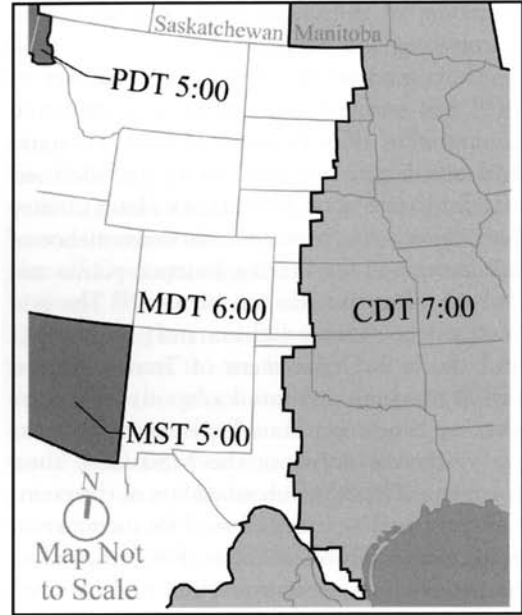 Saskatchewan Manitoba
PDT 5:00
MDT 6:00
CDT 7:00
MST 5:00
N
Map Not
to Scale